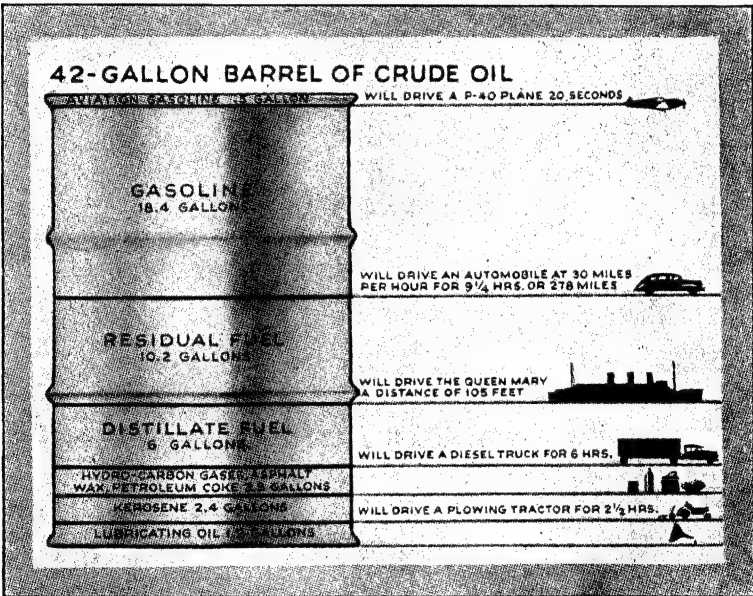 42-GALLON BARREL OF CRUDE OIL
AVIATION GASOLINE .5 GALLON
WILL DRIVE A P-40 PLANE 20 SECONDS
GASOLINE
18.4 GALLONS
WILL DRIVE AN AUTOMOBILE AT 30 MILES
PER HOUR FOR 9¼ HRS. OR 278 MILES
RESIDUAL FUEL
10.2 GALLONS
WILL DRIVE THE QUEEN MARY
A DISTANCE OF 105 FEET
DISTILLATE FUEL
6 GALLONS
WILL DRIVE A DIESEL TRUCK FOR 6 HRS.
HYDRO-CARBON GASES, ASPHALT
WAX, PETROLEUM COKE GALLONS
KEROSENE 2.4 GALLONS
WILL DRIVE A PLOWING TRACTOR FOR 2½ HRS.
LUBRICATING OIL GALLONS